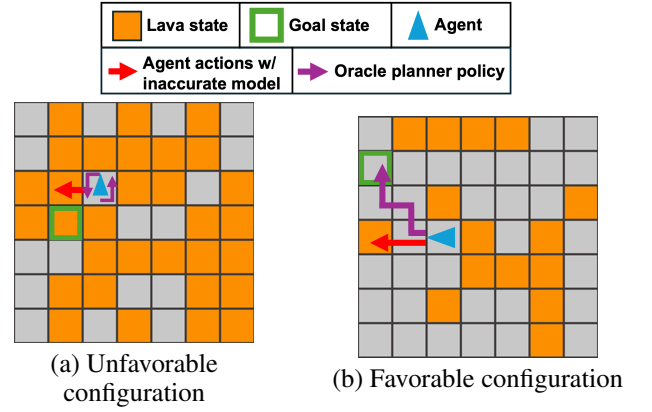 Lava state
Goal state
Agent
Agent actions w/
inaccurate model
Oracle planner policy
(a) Unfavorable
configuration
(b) Favorable configuration